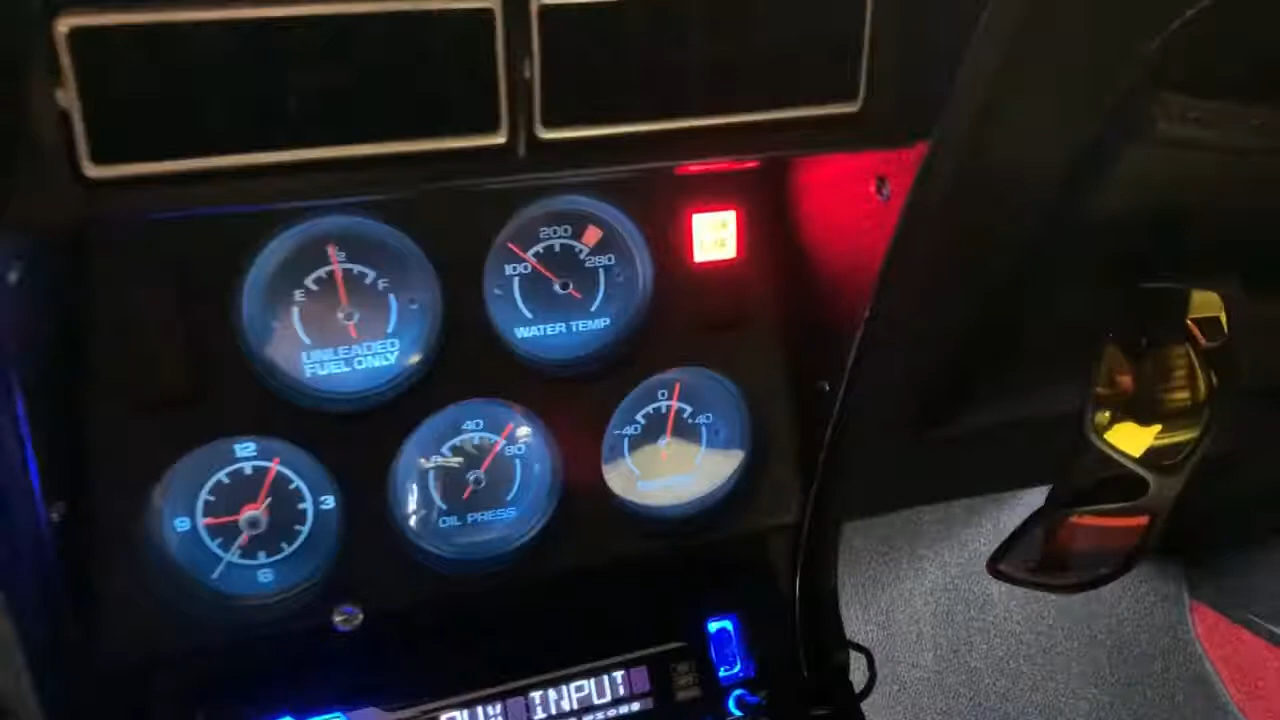 1/2
E F
UNLEADED
FUEL ONLY
200
100 280
WATER TEMP
12
9 3
6
40
80
OIL PRESS
0
-40 +40
AUX INPUT